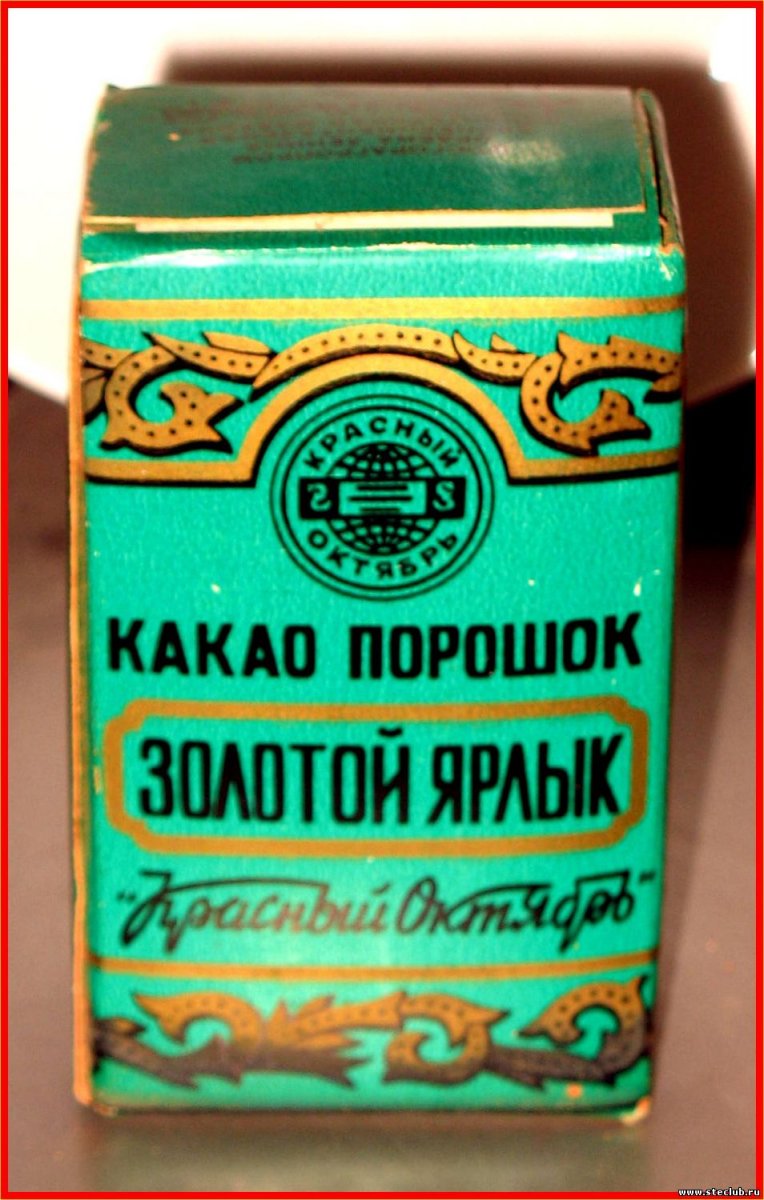 КРАСНЫЙ
ОКТЯБРЬ
КАКАО ПОРОШОК
ЗОЛОТОЙ ЯРЛЫК
"Красный Октябрь"
www.steclub.ru